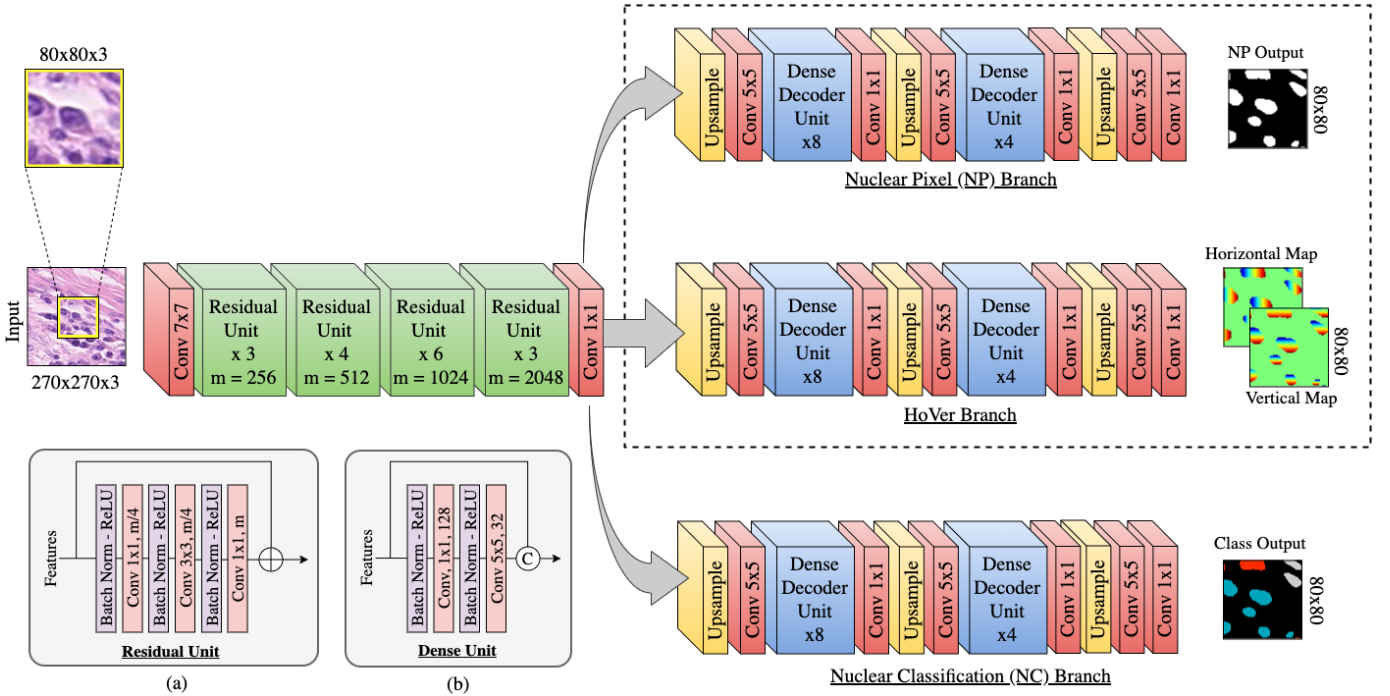 80x80x3
Input
270x270x3
Conv 7x7
Residual
Unit
x 3
m = 256
Residual
Unit
x 4
m = 512
Residual
Unit
x 6
m = 1024
Residual
Unit
x 3
m = 2048
Conv 1x1
Upsample
Conv 5x5
Dense
Decoder
Unit
x8
Conv 1x1
Upsample
Conv 5x5
Dense
Decoder
Unit
x4
Conv 1x1
Upsample
Conv 5x5
Conv 1x1
Nuclear Pixel (NP) Branch
NP Output
80x80
Upsample
Conv 5x5
Dense
Decoder
Unit
x8
Conv 1x1
Upsample
Conv 5x5
Dense
Decoder
Unit
x4
Conv 1x1
Upsample
Conv 5x5
Conv 1x1
HoVer Branch
Horizontal Map
80x80
Vertical Map
Upsample
Conv 5x5
Dense
Decoder
Unit
x8
Conv 1x1
Upsample
Conv 5x5
Dense
Decoder
Unit
x4
Conv 1x1
Upsample
Conv 5x5
Conv 1x1
Nuclear Classification (NC) Branch
Class Output
80x80
Features
Batch Norm - ReLU
Conv 1x1, m/4
Batch Norm - ReLU
Conv 3x3, m/4
Batch Norm - ReLU
Conv 1x1, m
Residual Unit
(a)
Features
Batch Norm - ReLU
Conv, 1x1, 128
Batch Norm - ReLU
Conv 5x5, 32
C
Dense Unit
(b)